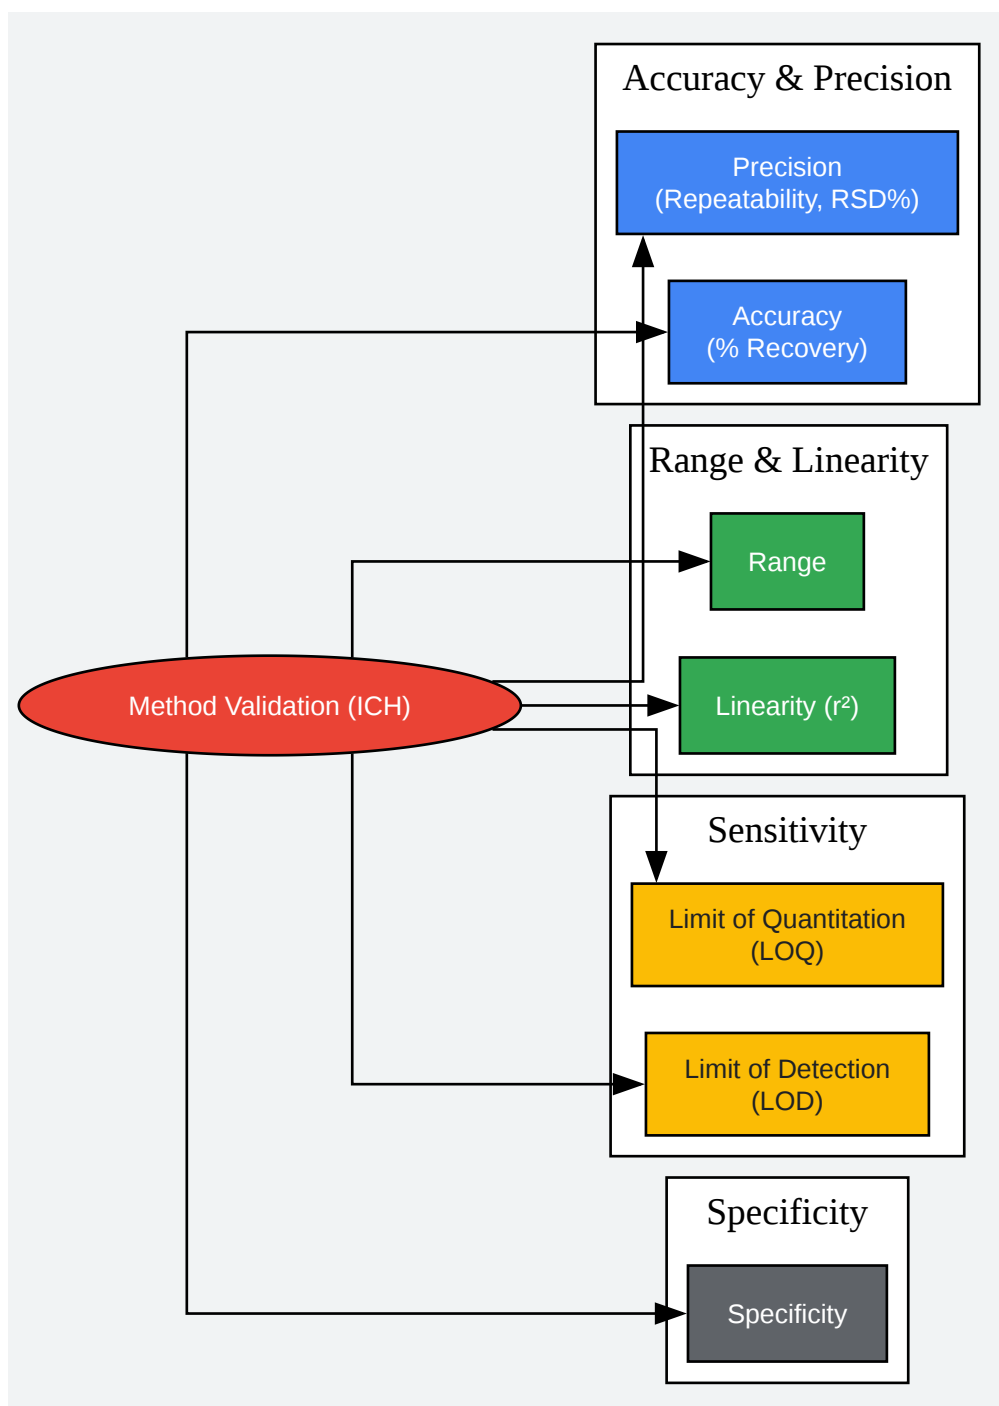 Accuracy & Precision
Precision
(Repeatability, RSD%)
Accuracy
(% Recovery)
Range & Linearity
Range
Method Validation (ICH)
Linearity (r²)
Sensitivity
Limit of Quantitation
(LOQ)
Limit of Detection
(LOD)
Specificity
Specificity